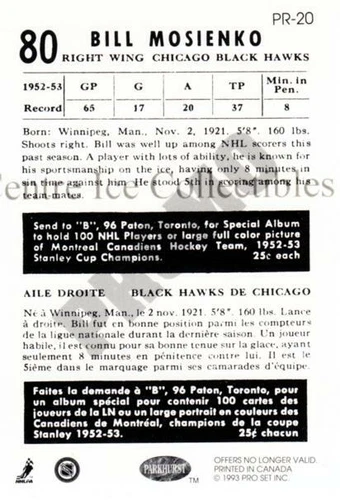 PR-20
80 BILL MOSIENKO
RIGHT WING CHICAGO BLACK HAWKS
1952-53 GP G A TP Min. in Pen.
Record 65 17 20 37 8
Born: Winnipeg, Man., Nov. 2, 1921. 5'8". 160 lbs.
Shoots right. Bill was well up among NHL scorers this
past season. A player with lots of ability, he is known for
his sportsmanship on the ice, having only 8 minutes in
sin time against him. He stood 5th in scoring among his
team-mates.
Ice Collectibles
Send to "B", 96 Paton, Toronto, for Special Album
to hold 100 NHL Players or large full color picture
of Montreal Canadiens Hockey Team, 1952-53
Stanley Cup Champions. 25c each
AILE DROITE BLACK HAWKS DE CHICAGO
Né à Winnipeg, Man., le 2 nov. 1921. 5'8". 160 lbs. Lance
à droite. Bill fut en bonne position parmi les compteurs
de la ligue nationale durant la dernière saison. Un joueur
habile, il est connu pour sa bonne tenue sur la glace, ayant
seulement 8 minutes en pénitence contre lui. Il est le
5ième dans le marquage parmi ses camarades d'équipe.
Faites la demande à "B", 96 Paton, Toronto, pour
un album spécial pour contenir 100 cartes des
joueurs de la LN ou un large portrait en couleurs des
Canadiens de Montréal, champions de la coupe
Stanley 1952-53. 25¢ chacun
NHLPA
NHL
PARKHURST
TM
OFFERS NO LONGER VALID.
PRINTED IN CANADA
© 1993 PRO SET INC.